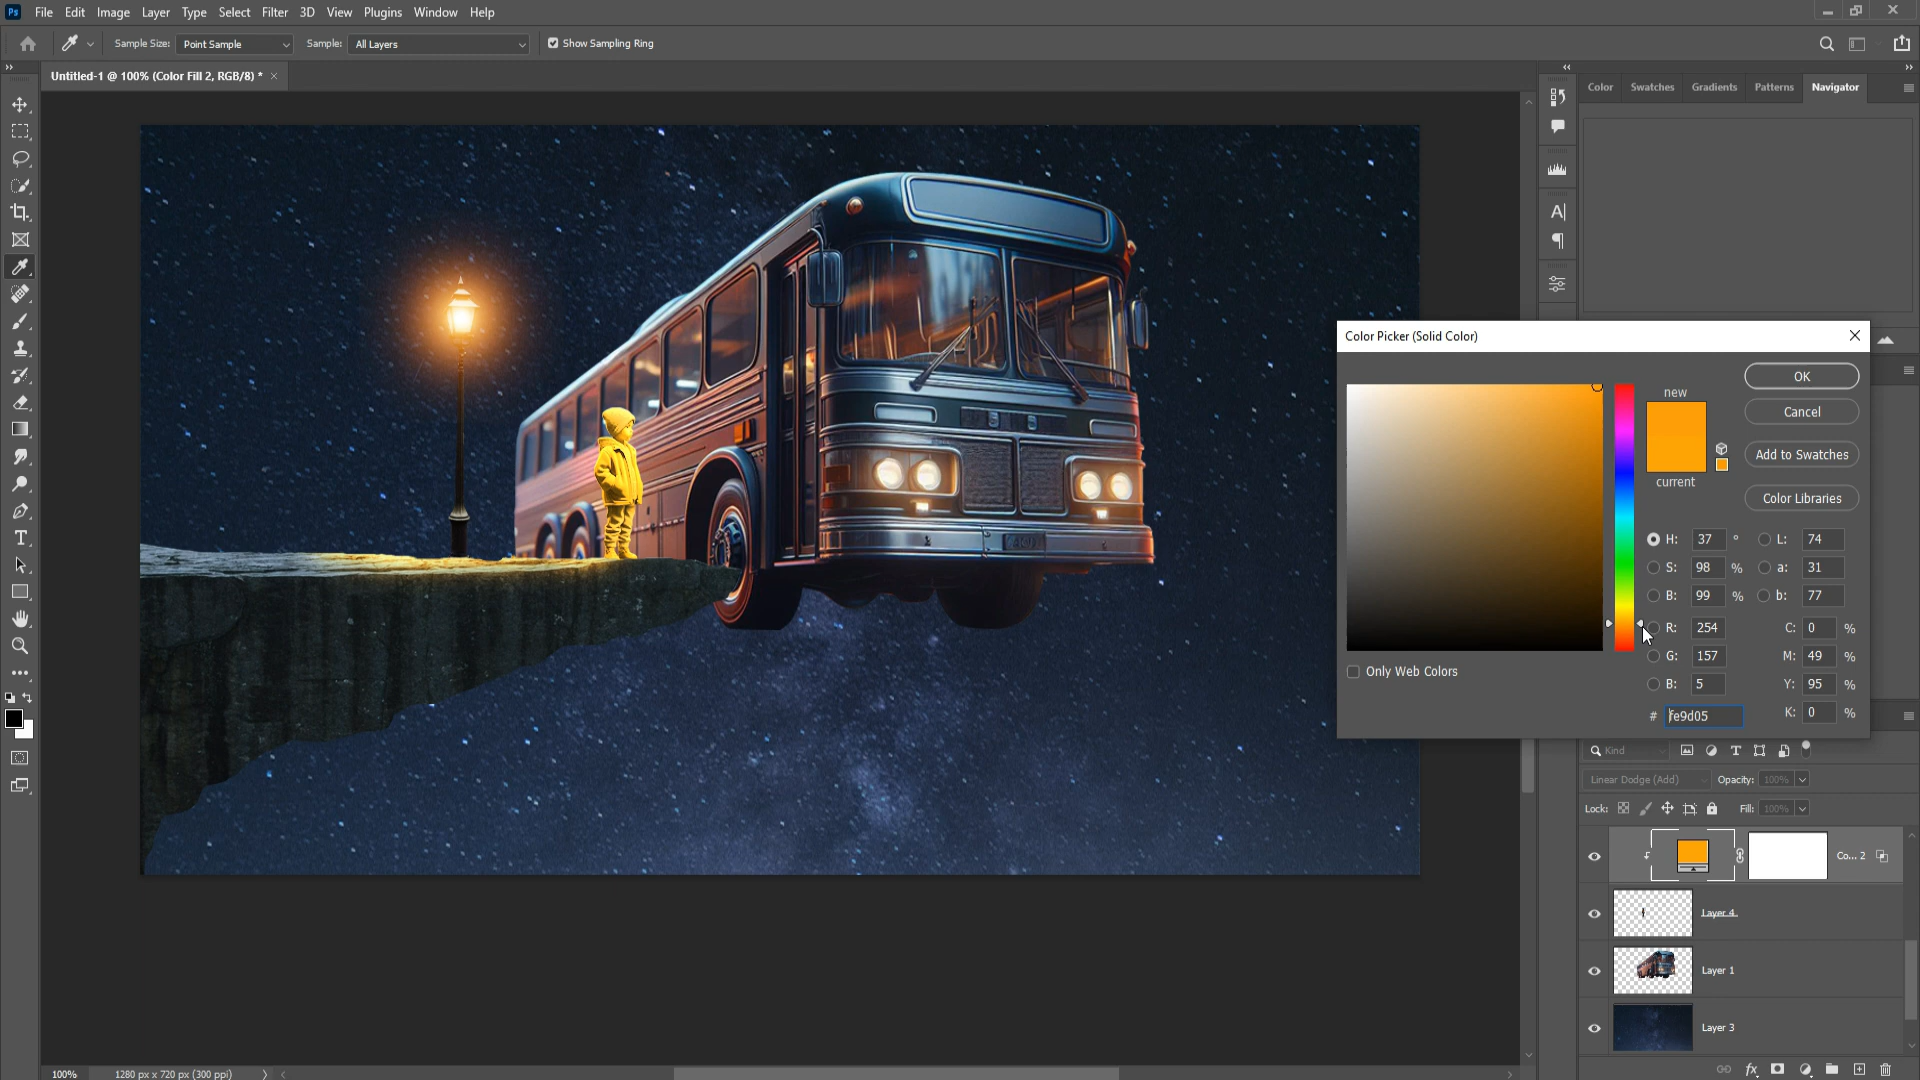 Ps File Edit Image Layer Type Select Filter 3D View Plugins Window Help
Sample Size: Point Sample Sample: All Layers Show Sampling Ring
Untitled-1 @ 100% (Color Fill 2, RGB/8) *
Color Swatches Gradients Patterns Navigator
Color Picker (Solid Color)
new
current
OK
Cancel
Add to Swatches
Color Libraries
H: 37 ° L: 74
S: 98 % a: 31
B: 99 % b: 77
R: 254 C: 0 %
G: 157 M: 49 %
B: 5 Y: 95 %
# fe9d05 K: 0 %
Only Web Colors
Kind
Linear Dodge (Add) Opacity: 100%
Lock: Fill: 100%
Co... 2
Layer 4
Layer 1
Layer 3
100% 1280 px x 720 px (300 ppi)